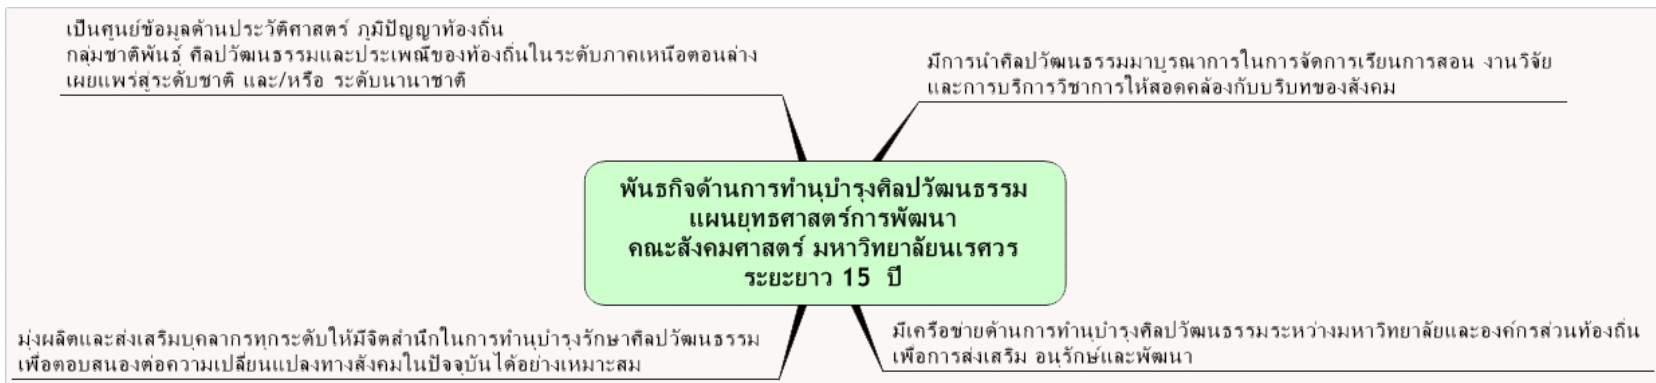 เป็นศูนย์ข้อมูลด้านประวัติศาสตร์ ภูมิปัญญาท้องถิ่น
กลุ่มชาติพันธุ์ ศิลปวัฒนธรรมและประเพณีของท้องถิ่นในระดับภาคเหนือตอนล่าง
เผยแพร่สู่ระดับชาติ และ/หรือ ระดับนานาชาติ
มีการนำศิลปวัฒนธรรมมาบูรณาการในการจัดการเรียนการสอน งานวิจัย
และการบริการวิชาการให้สอดคล้องกับบริบทของสังคม
พันธกิจด้านการทำนุบำรุงศิลปวัฒนธรรม
แผนยุทธศาสตร์การพัฒนา
คณะสังคมศาสตร์ มหาวิทยาลัยนเรศวร
ระยะยาว 15 ปี
มุ่งผลิตและส่งเสริมบุคลากรทุกระดับให้มีจิตสำนึกในการทำนุบำรุงรักษาศิลปวัฒนธรรม
เพื่อตอบสนองต่อความเปลี่ยนแปลงทางสังคมในปัจจุบันได้อย่างเหมาะสม
มีเครือข่ายด้านการทำนุบำรุงศิลปวัฒนธรรมระหว่างมหาวิทยาลัยและองค์กรส่วนท้องถิ่น
เพื่อการส่งเสริม อนุรักษ์และพัฒนา